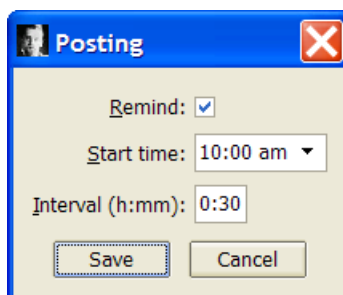 Posting
Remind:
Start time: 10:00 am
Interval (h:mm): 0:30
Save Cancel